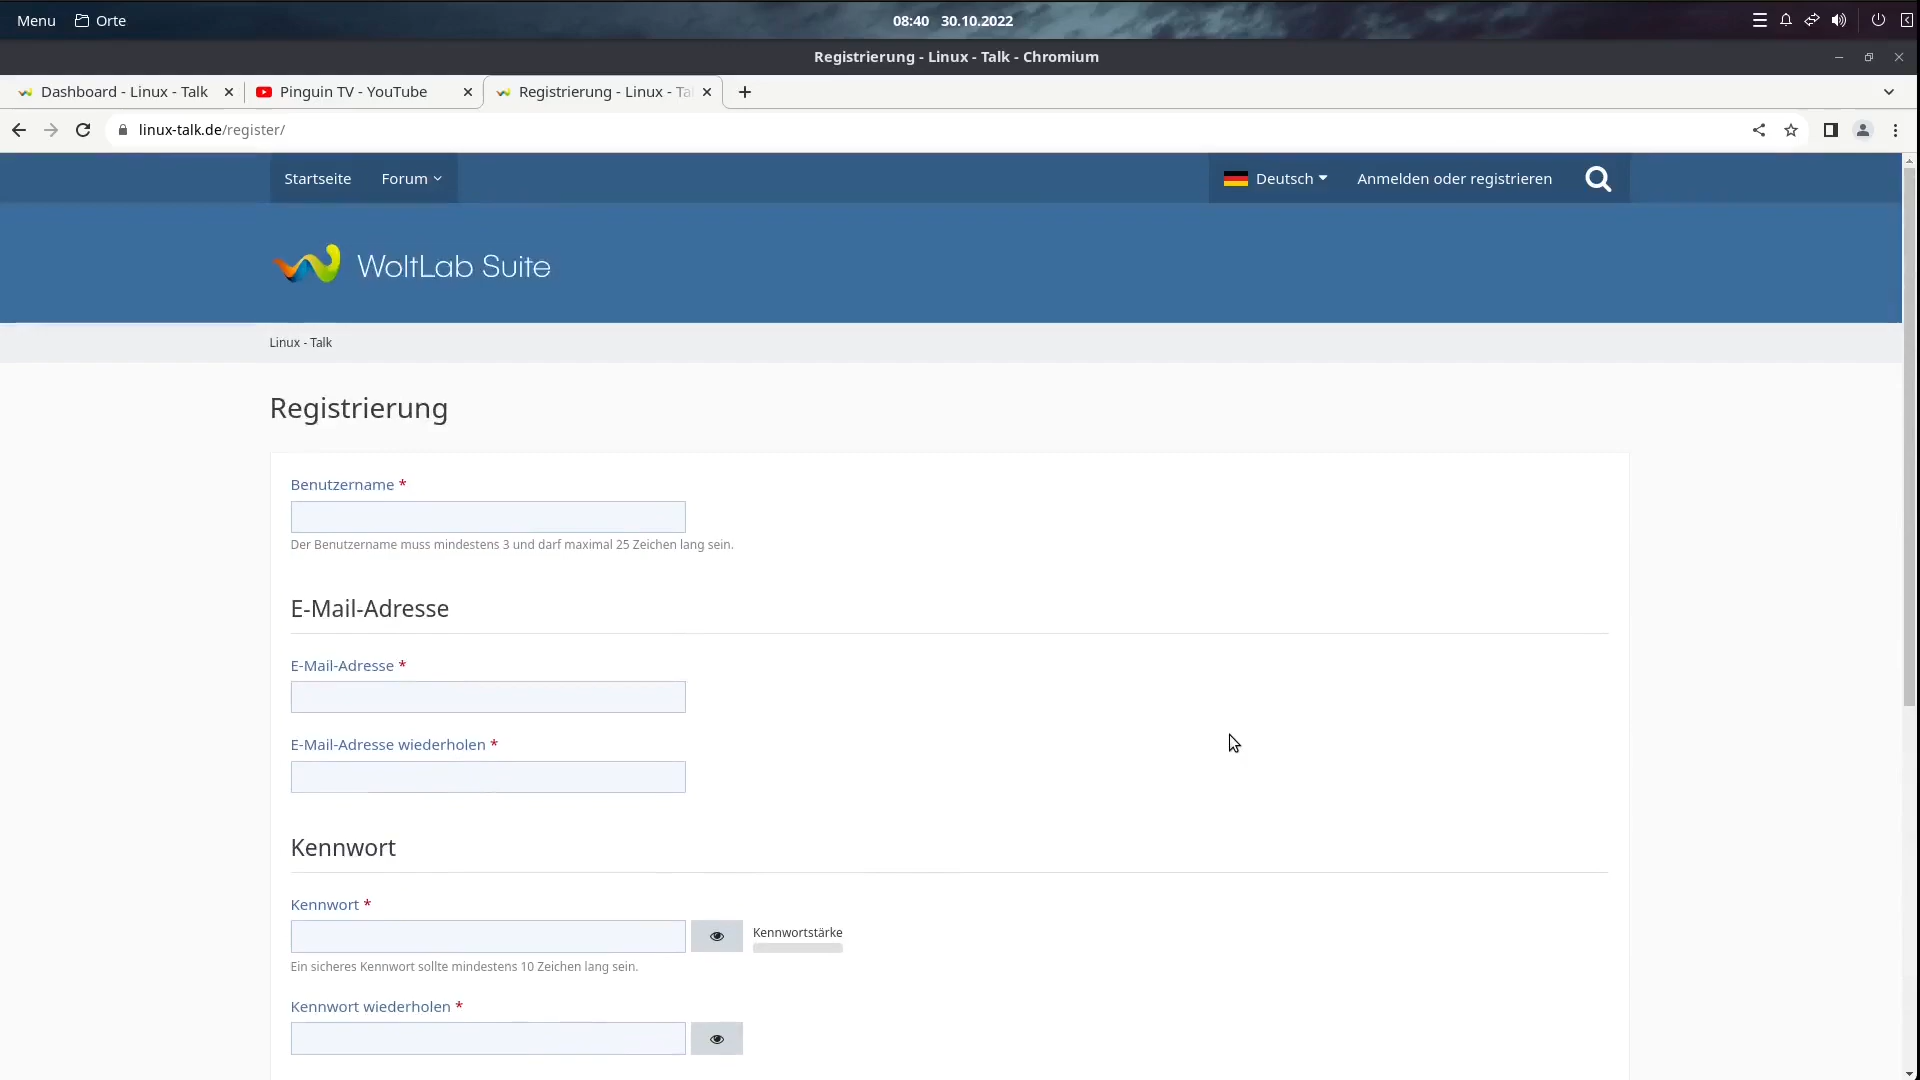 Menu Orte 08:40 30.10.2022
Registrierung - Linux - Talk - Chromium
Dashboard - Linux - Talk Pinguin TV - YouTube Registrierung - Linux - Ta
linux-talk.de/register/
Startseite Forum Deutsch Anmelden oder registrieren
WoltLab Suite
Linux - Talk
Registrierung
Benutzername *
Der Benutzername muss mindestens 3 und darf maximal 25 Zeichen lang sein.
E-Mail-Adresse
E-Mail-Adresse *
E-Mail-Adresse wiederholen *
Kennwort
Kennwort *
Kennwortstärke
Ein sicheres Kennwort sollte mindestens 10 Zeichen lang sein.
Kennwort wiederholen *